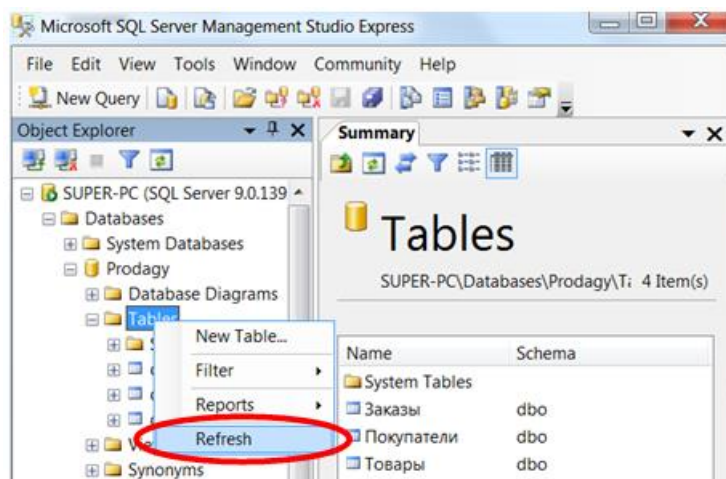 Microsoft SQL Server Management Studio Express
File Edit View Tools Window Community Help
New Query
Object Explorer
Summary
SUPER-PC (SQL Server 9.0.139
Databases
System Databases
Prodagy
Database Diagrams
Tables
Synonyms
New Table...
Filter
Reports
Refresh
Tables
SUPER-PC\Databases\Prodagy\Ta 4 Item(s)
Name Schema
System Tables
Заказы dbo
Покупатели dbo
Товары dbo